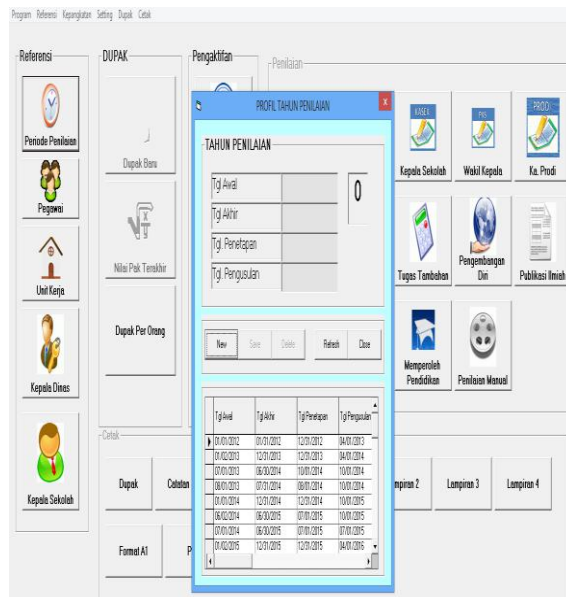 Program Referensi Kepangkatan Setting Dupak Cetak
Referensi
DUPAK
Pengaktifan
Penilaian
PROFIL TAHUN PENILAIAN
x
Periode Penilaian
Pegawai
Unit Kerja
Kepala Dinas
Kepala Sekolah
Dupak Baru
Nilai Pak Terakhir
Dupak Per Orang
TAHUN PENILAIAN
Tgl Awal
Tgl Akhir
Tgl. Penetapan
Tgl. Pengusulan
0
New Save Delete Refresh Close
Tgl Awal Tgl Akhir Tgl Penetapan Tgl Pengusulan
01/01/2012 01/31/2012 12/31/2012 04/01/2013
01/02/2013 12/31/2013 12/31/2013 04/01/2014
07/01/2013 06/30/2014 10/01/2014 10/01/2014
08/01/2013 07/31/2014 08/01/2014 10/01/2014
01/01/2014 12/31/2014 12/31/2014 10/01/2015
06/02/2014 06/30/2015 07/01/2015 10/01/2015
07/01/2014 06/30/2015 07/01/2015 07/01/2015
01/02/2015 12/31/2015 12/31/2015 04/01/2016
KASEK
PKS
PRODI
Kepala Sekolah
Wakil Kepala
Ka. Prodi
Tugas Tambahan
Pengembangan Diri
Publikasi Ilmiah
Memperoleh Pendidikan
Penilaian Manual
Cetak
Dupak
Catatan
mpiran 2
Lampiran 3
Lampiran 4
Format A1
P